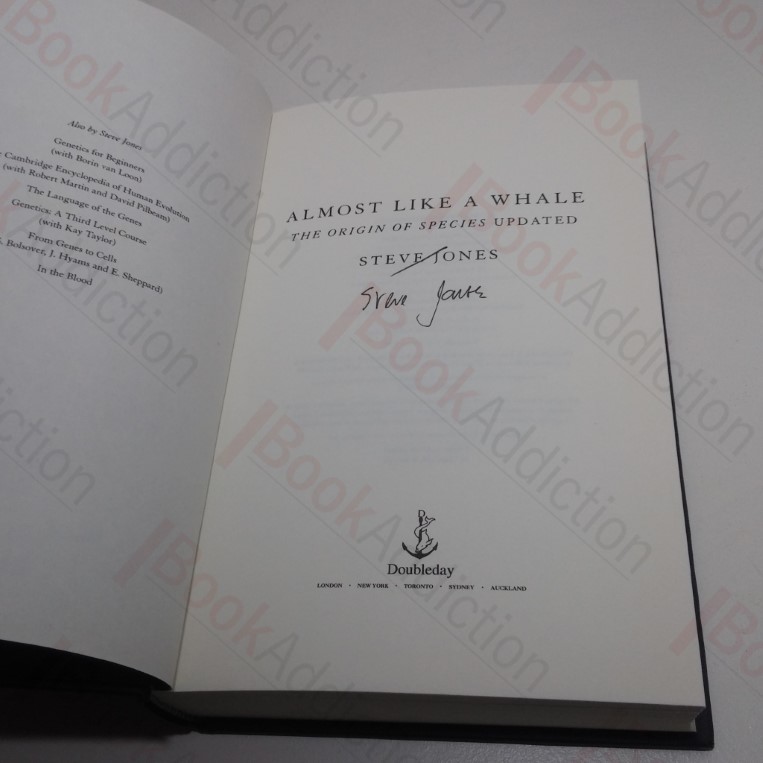 Also by Steve Jones
Genetics for Beginners
(with Borin van Loon)
Cambridge Encyclopedia of Human Evolution
(with Robert Martin and David Pilbeam)
The Language of the Genes
Genetics: A Third Level Course
(with Kay Taylor)
From Genes to Cells
Bolsover, J. Hyams and E. Sheppard)
In the Blood
ALMOST LIKE A WHALE
THE ORIGIN OF SPECIES UPDATED
STEVE JONES
Steve Jones
Doubleday
LONDON · NEW YORK · TORONTO · SYDNEY · AUCKLAND
BookAddiction